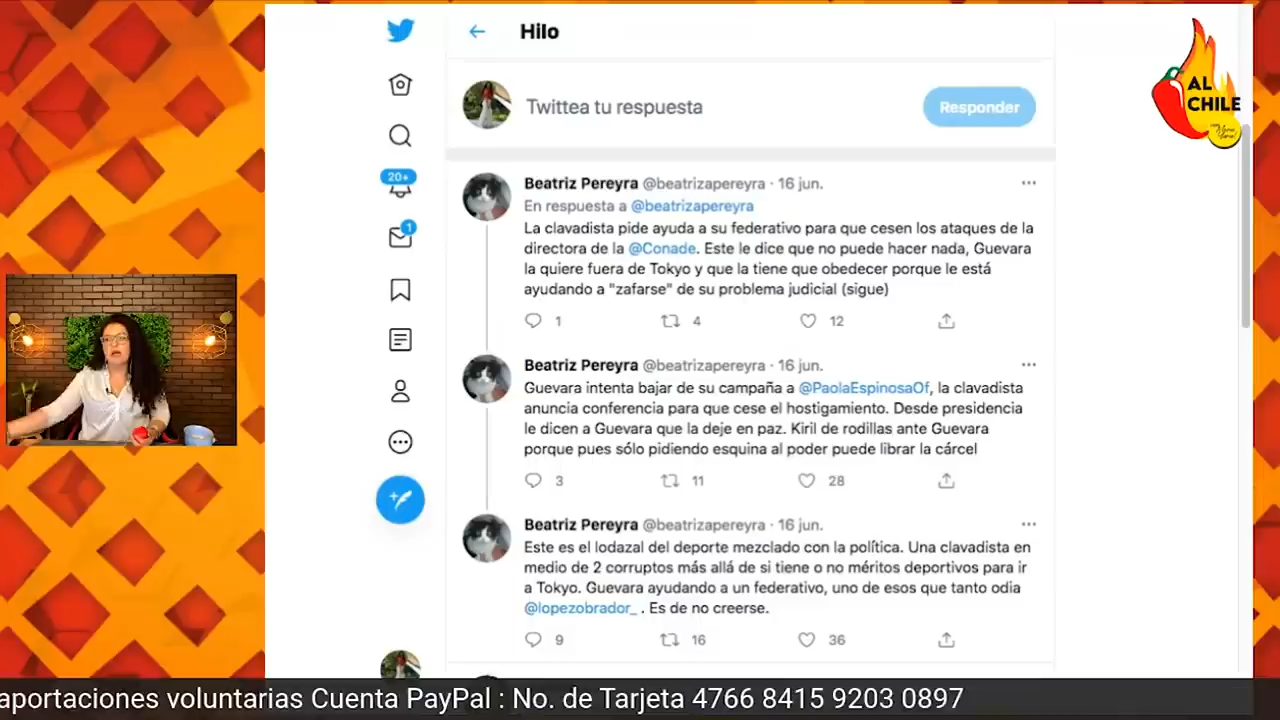 Hilo
AL
CHILE
Twittea tu respuesta
Responder
20+
1
Beatriz Pereyra @beatrizapereyra · 16 jun.
En respuesta a @beatrizapereyra
La clavadista pide ayuda a su federativo para que cesen los ataques de la
directora de la @Conade. Este le dice que no puede hacer nada, Guevara
la quiere fuera de Tokyo y que la tiene que obedecer porque le está
ayudando a "zafarse" de su problema judicial (sigue)
1 4 12
Beatriz Pereyra @beatrizapereyra · 16 jun.
Guevara intenta bajar de su campaña a @PaolaEspinosaOf, la clavadista
anuncia conferencia para que cese el hostigamiento. Desde presidencia
le dicen a Guevara que la deje en paz. Kiril de rodillas ante Guevara
porque pues sólo pidiendo esquina al poder puede librar la cárcel
3 11 28
Beatriz Pereyra @beatrizapereyra · 16 jun.
Este es el lodazal del deporte mezclado con la política. Una clavadista en
medio de 2 corruptos más allá de si tiene o no méritos deportivos para ir
a Tokyo. Guevara ayudando a un federativo, uno de esos que tanto odia
@lopezobrador_ . Es de no creerse.
9 16 36
aportaciones voluntarias Cuenta PayPal : No. de Tarjeta 4766 8415 9203 0897